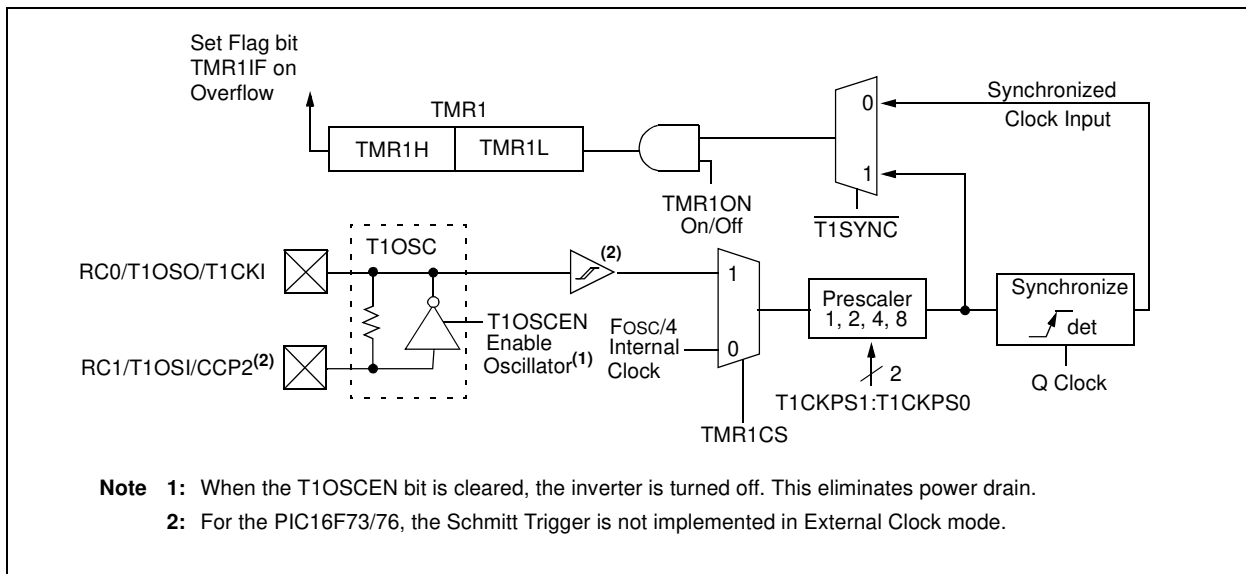 Set Flag bit
TMR1IF on
Overflow
TMR1
TMR1H
TMR1L
TMR1ON
On/Off
0
1
T1SYNC
Synchronized
Clock Input
T1OSC
RC0/T1OSO/T1CKI
RC1/T1OSI/CCP2(2)
T1OSCEN
Enable
Oscillator(1)
(2)
FOSC/4
Internal
Clock
1
0
TMR1CS
Prescaler
1, 2, 4, 8
2
T1CKPS1:T1CKPS0
Synchronize
det
Q Clock
Note 1: When the T1OSCEN bit is cleared, the inverter is turned off. This eliminates power drain.
2: For the PIC16F73/76, the Schmitt Trigger is not implemented in External Clock mode.